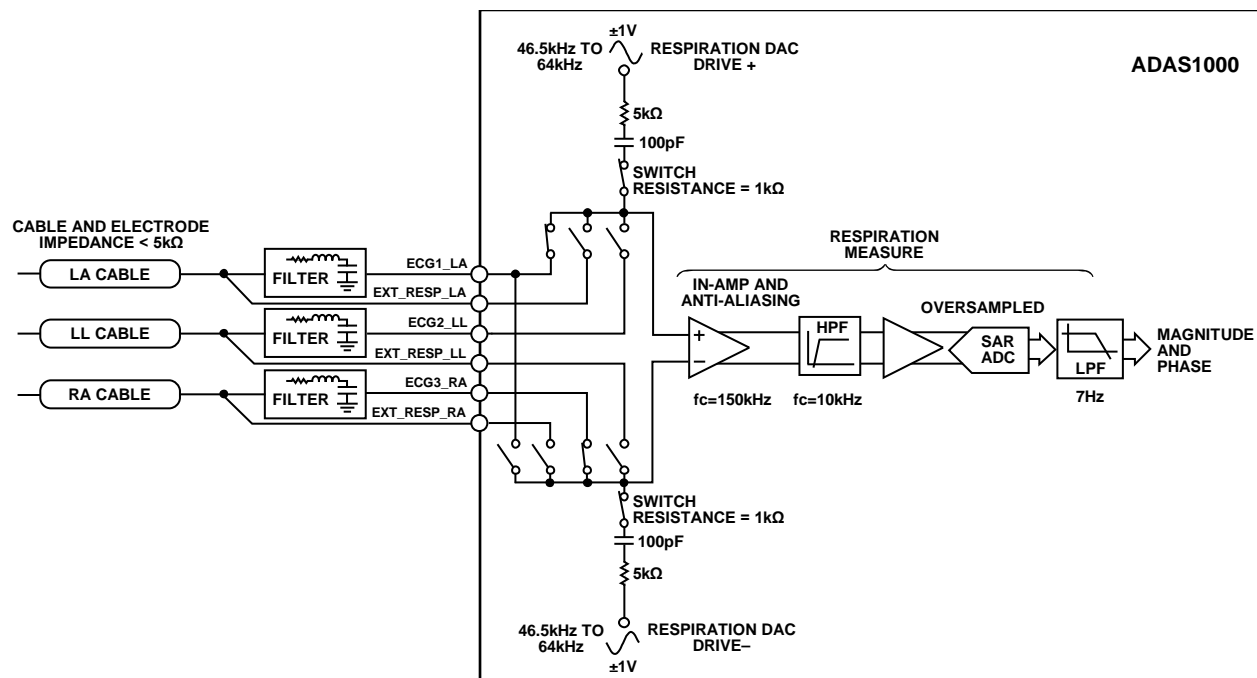 ±1V
46.5kHz TO
64kHz
RESPIRATION DAC
DRIVE +
ADAS1000
5kΩ
100pF
SWITCH
RESISTANCE = 1kΩ
CABLE AND ELECTRODE
IMPEDANCE < 5kΩ
LA CABLE
FILTER
ECG1_LA
EXT_RESP_LA
LL CABLE
FILTER
ECG2_LL
EXT_RESP_LL
RA CABLE
FILTER
ECG3_RA
EXT_RESP_RA
RESPIRATION
MEASURE
IN-AMP AND
ANTI-ALIASING
+
–
fc=150kHz
HPF
fc=10kHz
OVERSAMPLED
SAR
ADC
LPF
7Hz
MAGNITUDE
AND
PHASE
SWITCH
RESISTANCE = 1kΩ
100pF
5kΩ
46.5kHz TO
64kHz
RESPIRATION DAC
DRIVE–
±1V